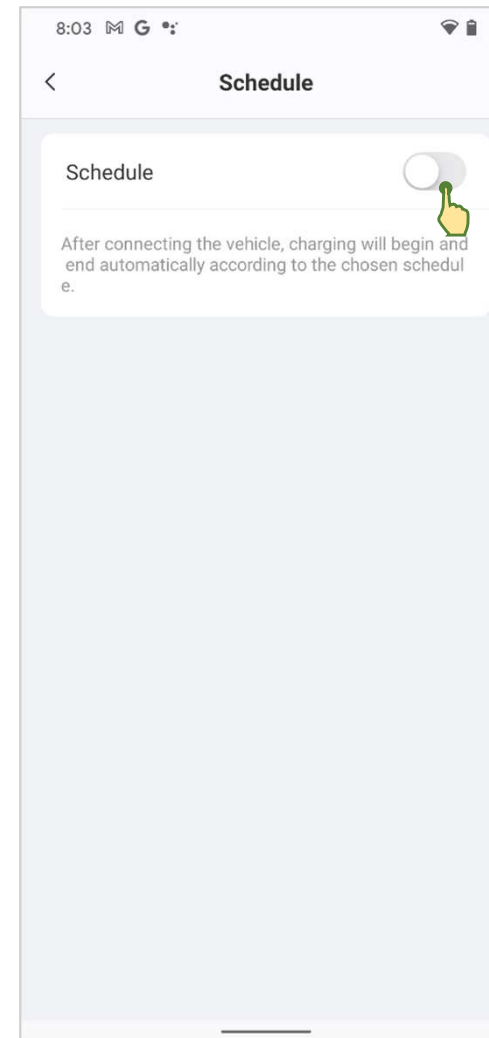 8:03 M G
Schedule
Schedule
After connecting the vehicle, charging will begin and
end automatically according to the chosen schedul
e.